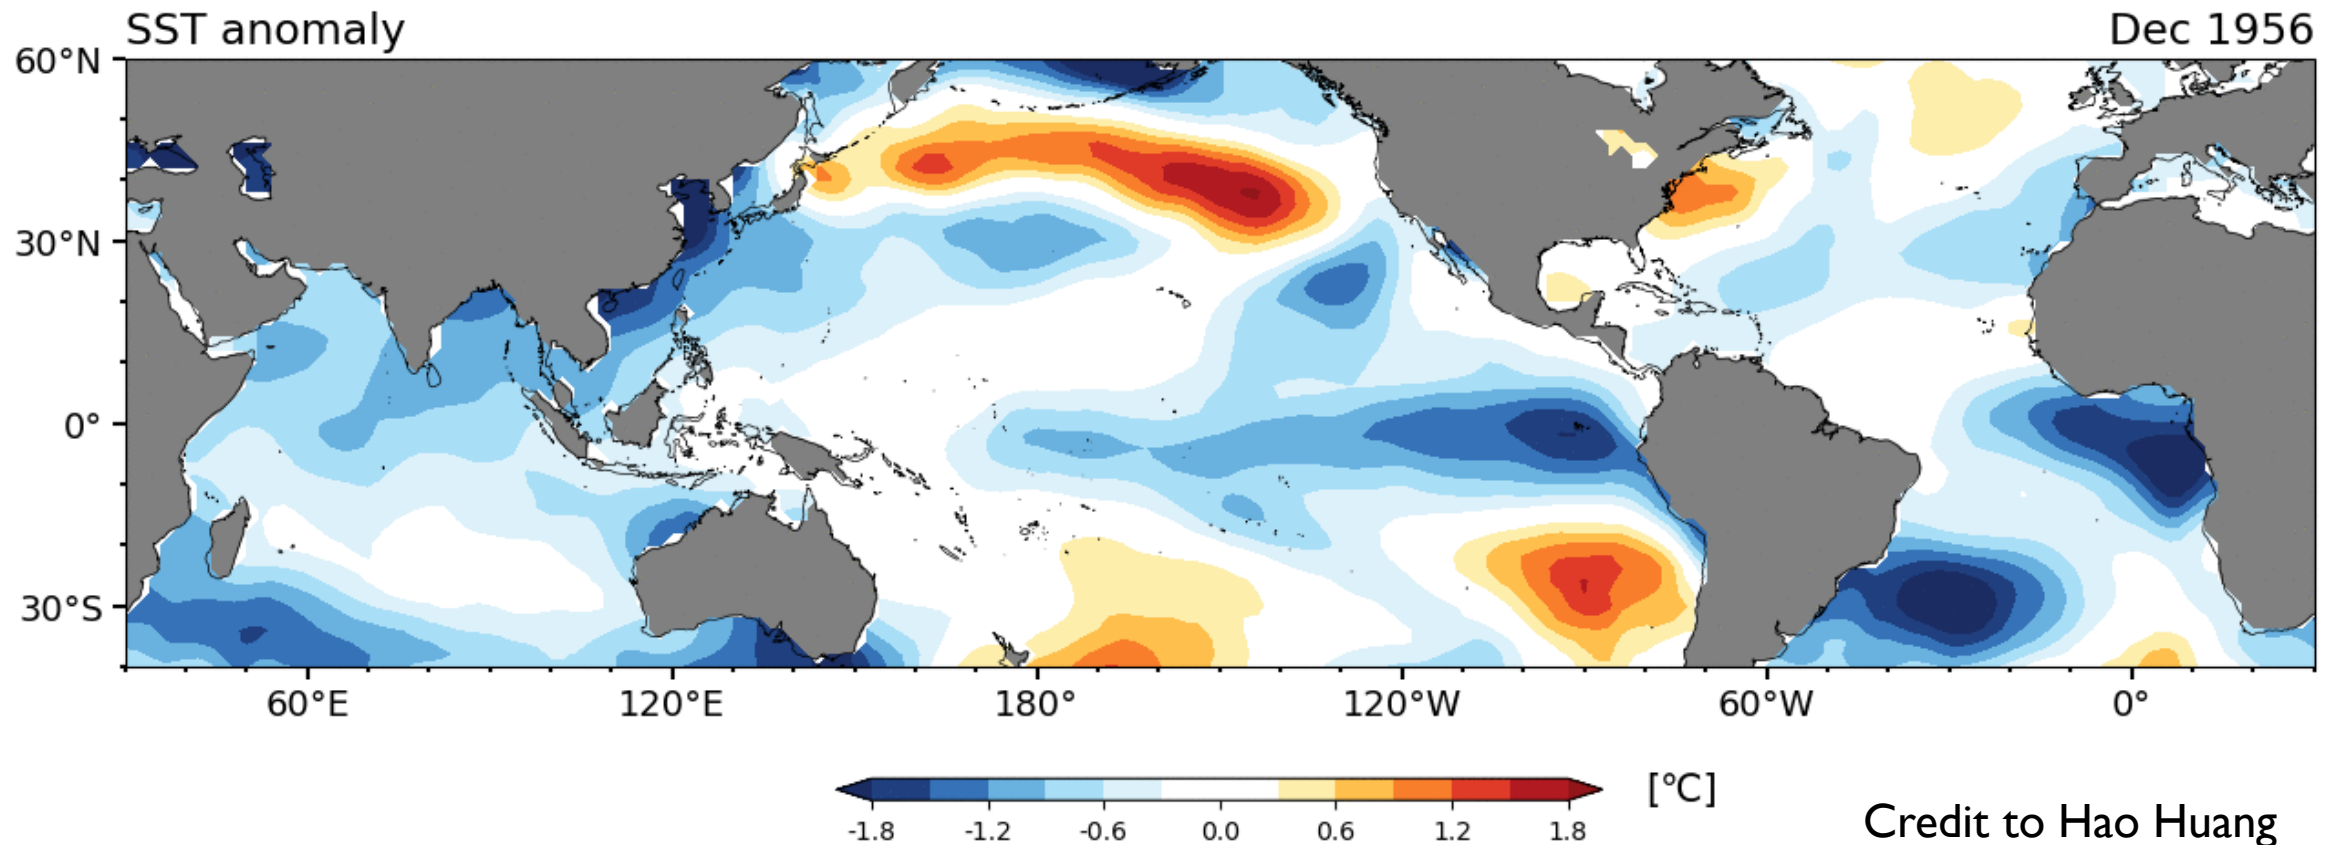 SST anomaly
Dec 1956
60°N
30°N
0°
30°S
60°E
120°E
180°
120°W
60°W
0°
-1.8
-1.2
-0.6
0.0
0.6
1.2
1.8
[℃]
Credit to Hao Huang